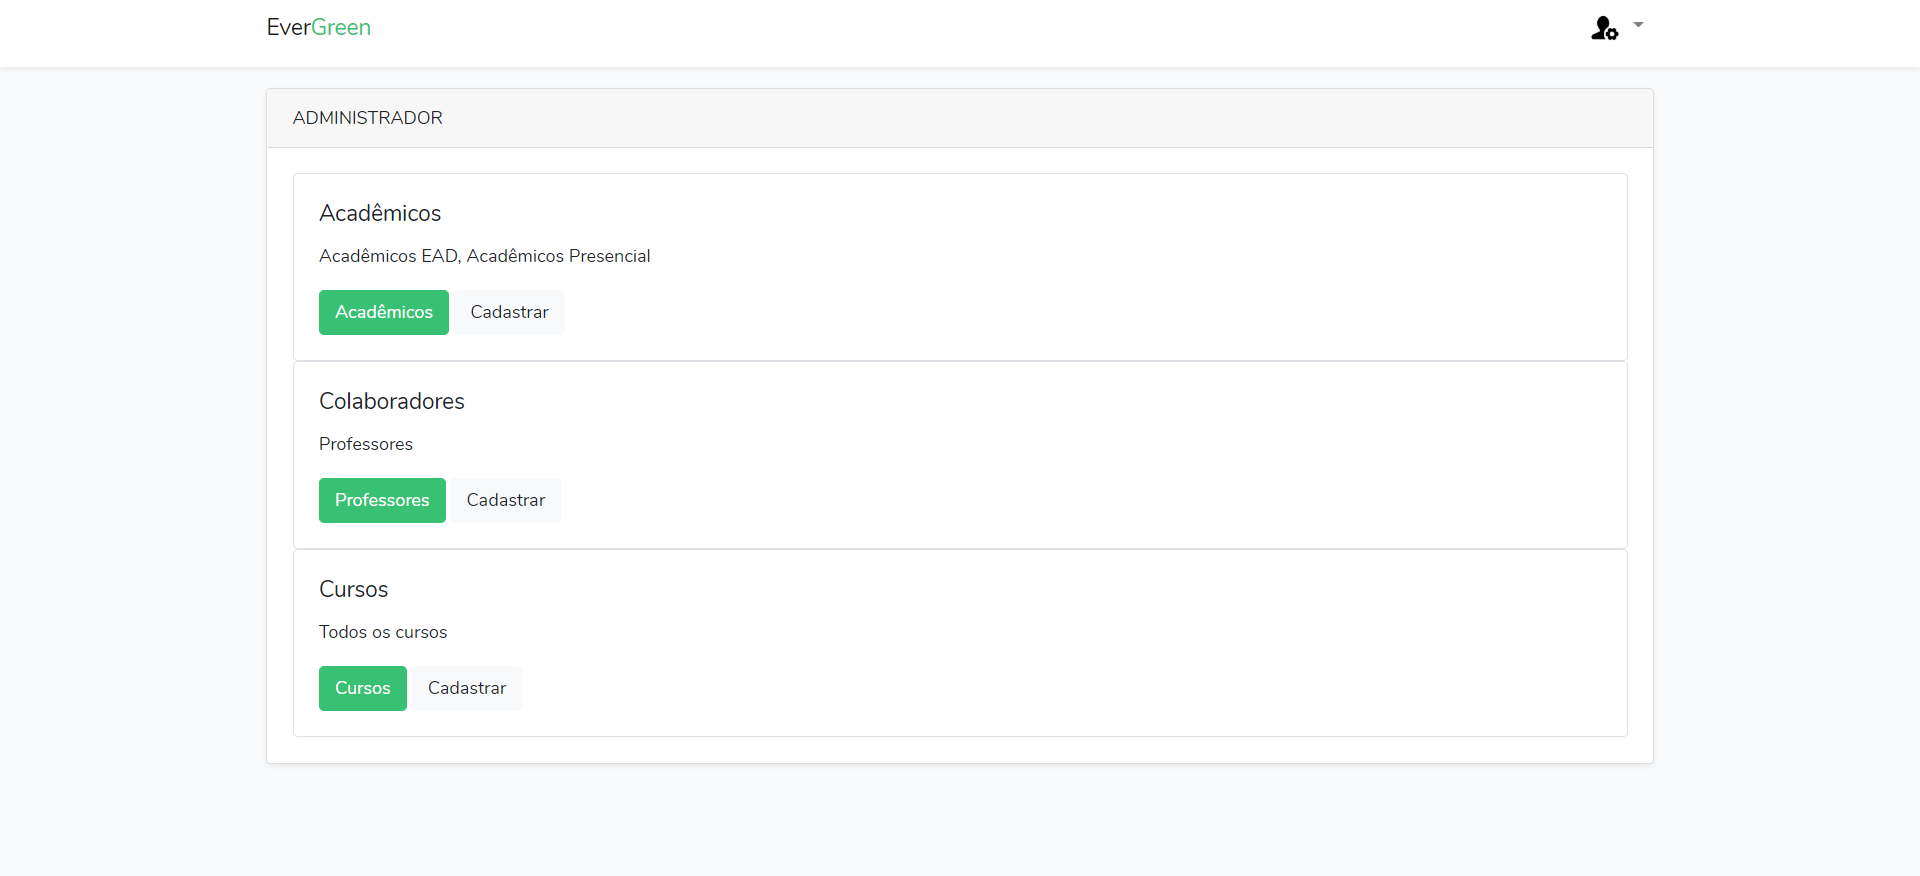 EverGreen
ADMINISTRADOR
Acadêmicos
Acadêmicos EAD, Acadêmicos Presencial
Acadêmicos Cadastrar
Colaboradores
Professores
Professores Cadastrar
Cursos
Todos os cursos
Cursos Cadastrar